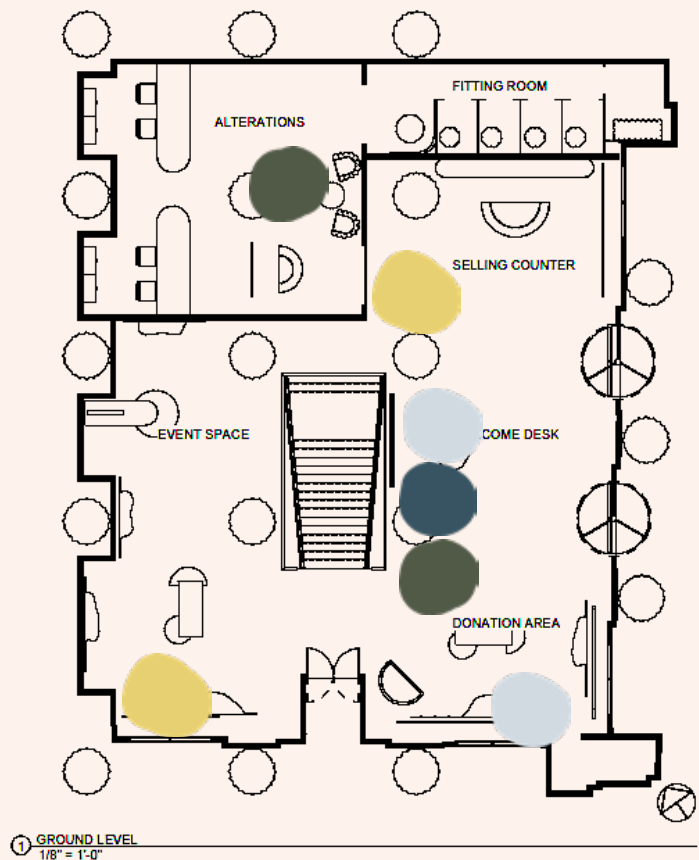 FITTING ROOM
ALTERATIONS
SELLING COUNTER
EVENT SPACE
COME DESK
DONATION AREA
1 GROUND LEVEL
1/8" = 1'-0"